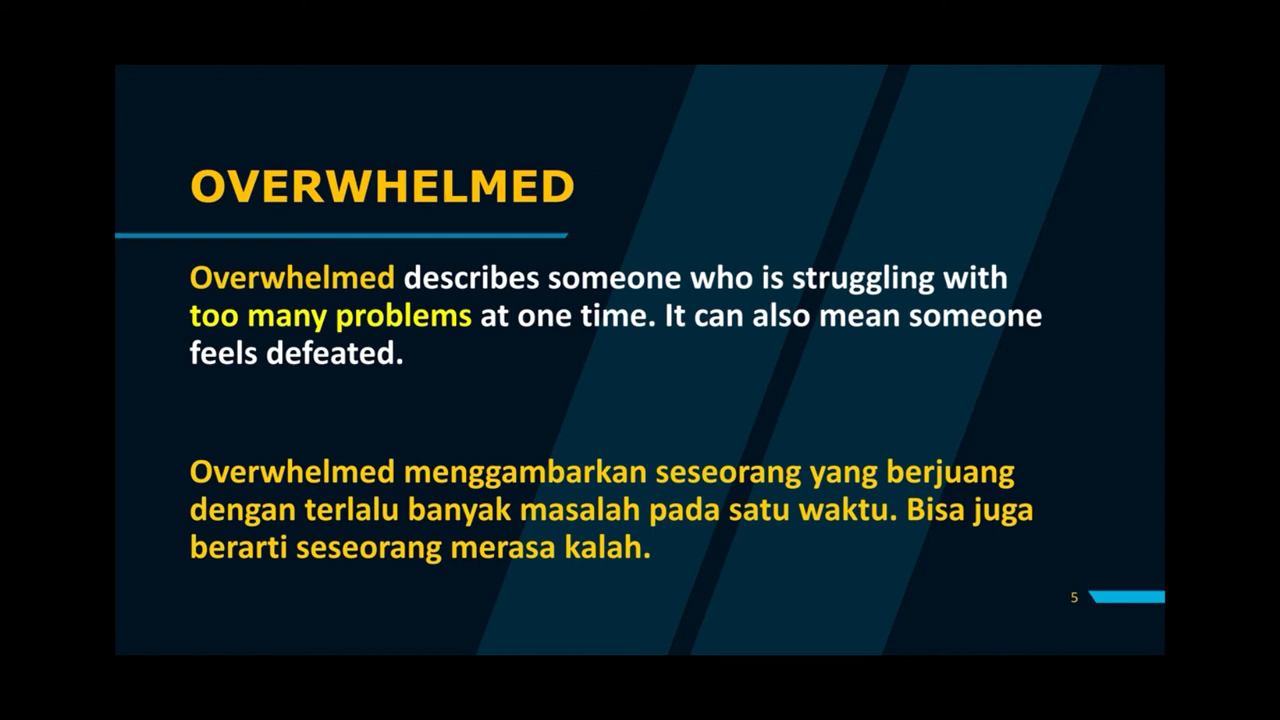 OVERWHELMED
Overwhelmed describes someone who is struggling with
too many problems at one time. It can also mean someone
feels defeated.
Overwhelmed menggambarkan seseorang yang berjuang
dengan terlalu banyak masalah pada satu waktu. Bisa juga
berarti seseorang merasa kalah.
5